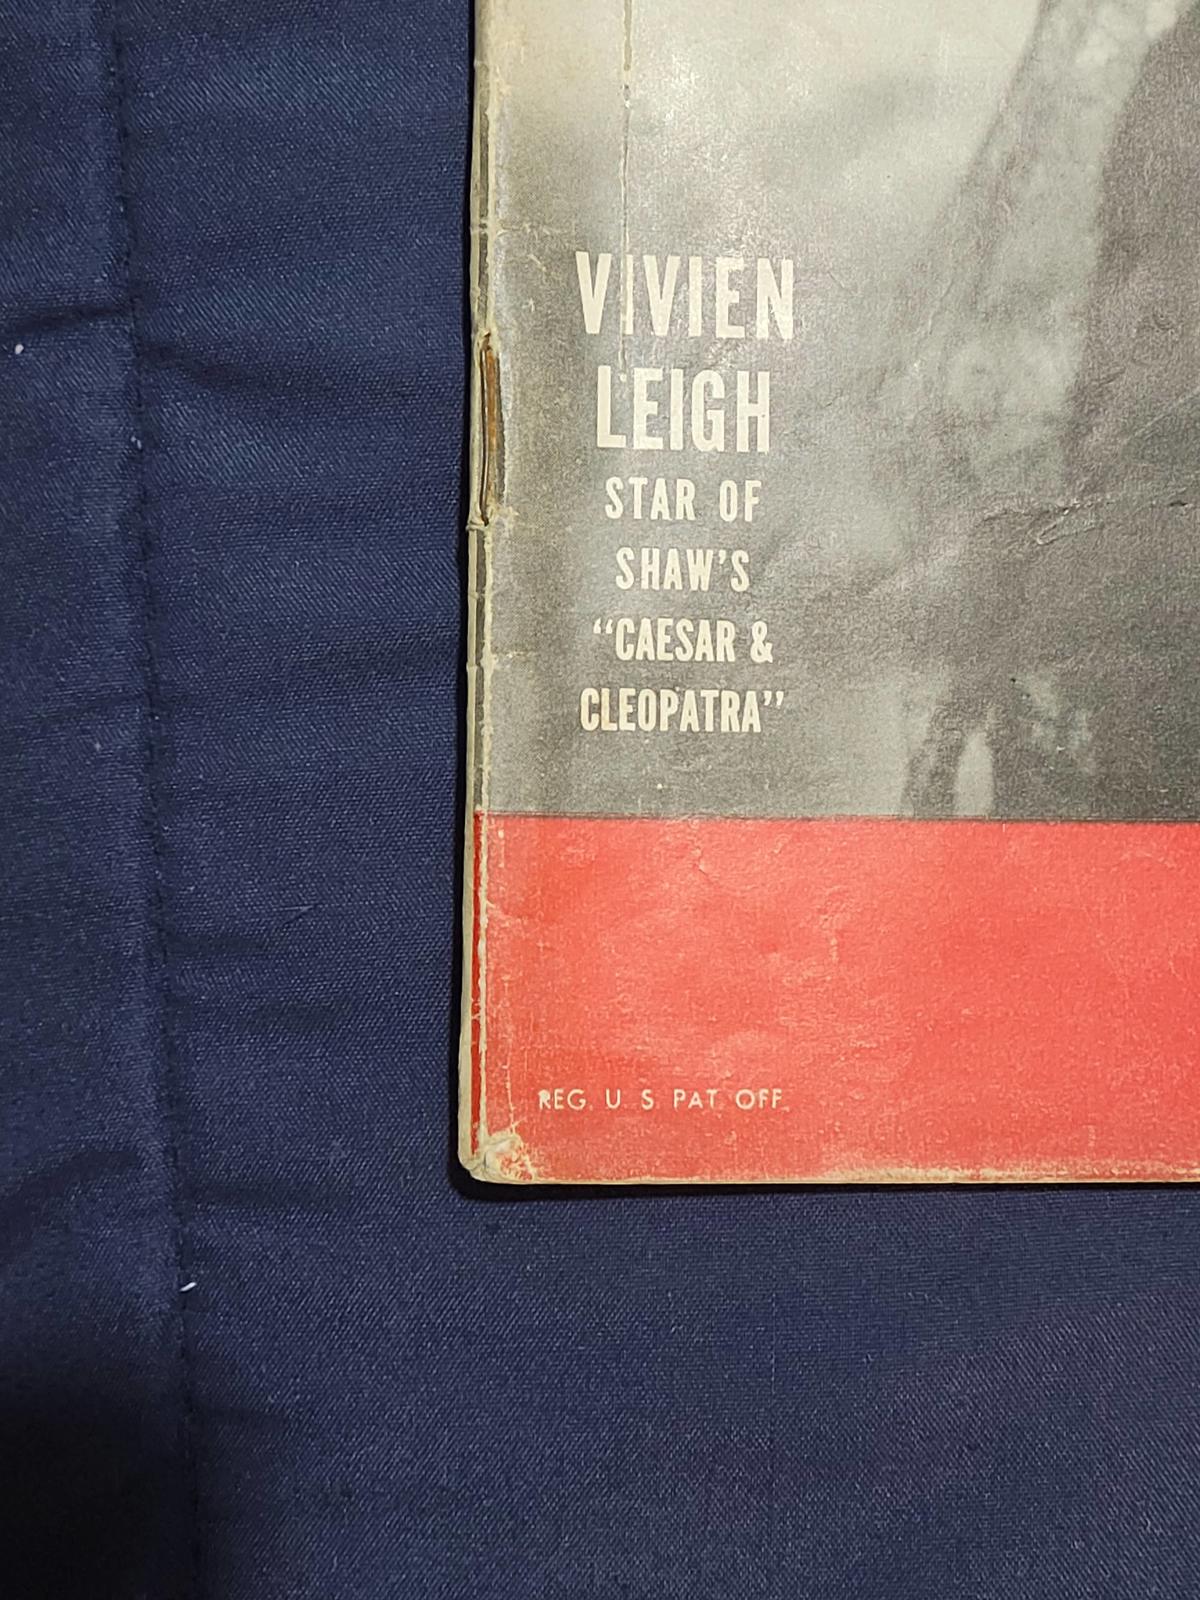 VIVIEN
LEIGH
STAR OF
SHAW'S
“CAESAR &
CLEOPATRA”
REG. U. S. PAT. OFF.